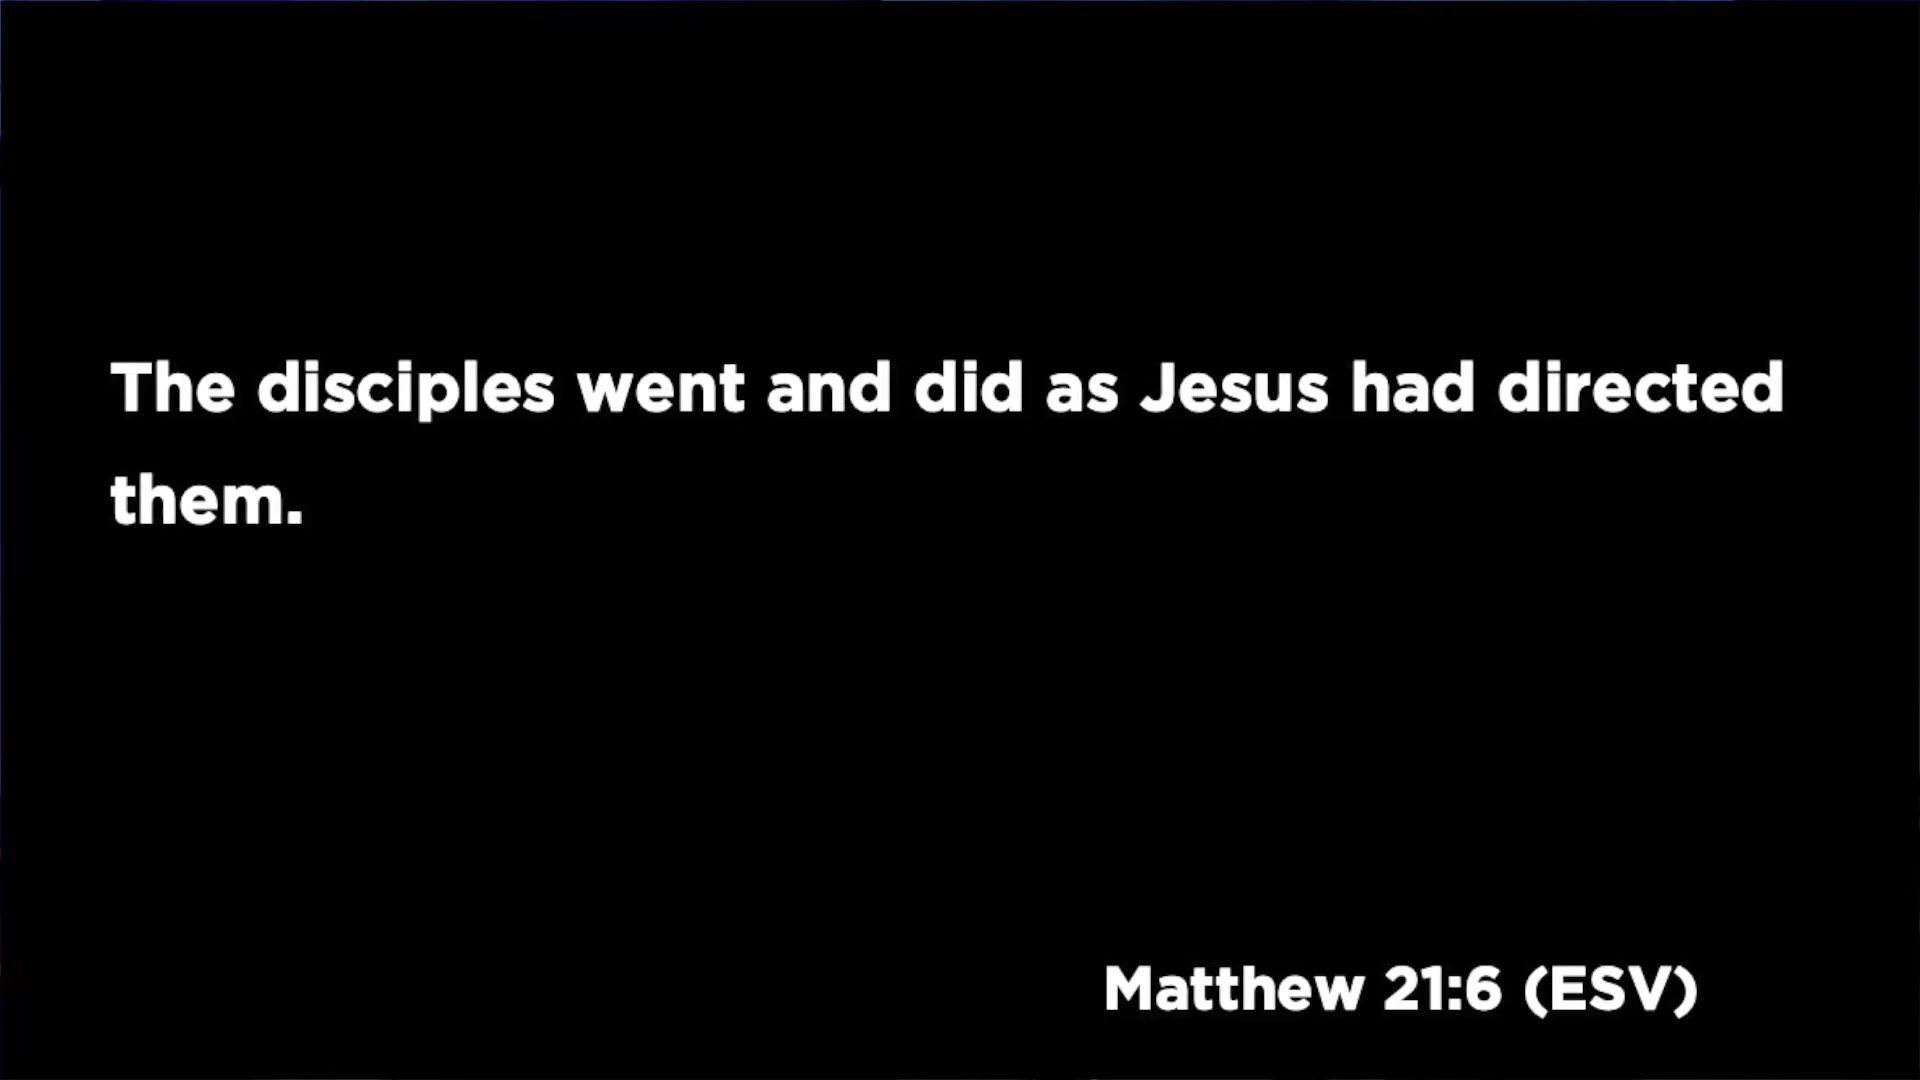 The disciples went and did as Jesus had directed
them.
Matthew 21:6 (ESV)